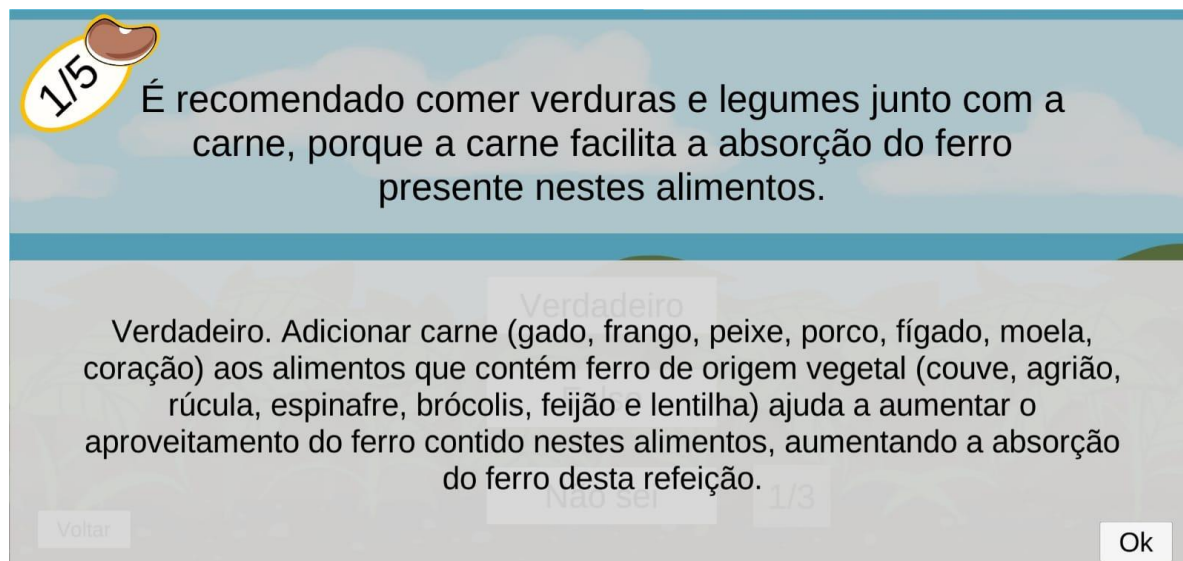 1/5
É recomendado comer verduras e legumes junto com a
carne, porque a carne facilita a absorção do ferro
presente nestes alimentos.
Verdadeiro
Verdadeiro. Adicionar carne (gado, frango, peixe, porco, fígado, moela,
coração) aos alimentos que contém ferro de origem vegetal (couve, agrião,
Falso
rúcula, espinafre, brócolis, feijão e lentilha) ajuda a aumentar o
aproveitamento do ferro contido nestes alimentos, aumentando a absorção
do ferro desta refeição.
Não sei
1/3
Voltar
Ok